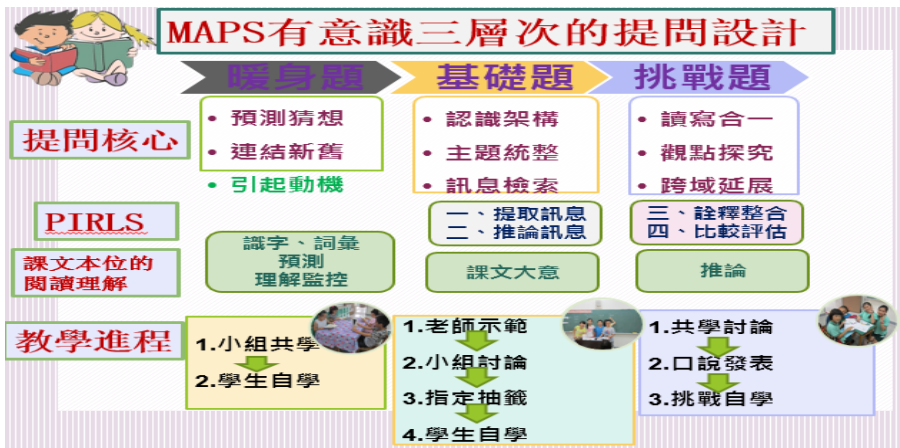 MAPS有意識三層次的提問設計
暖身題
基礎題
挑戰題
提問核心
• 預測猜想
• 連結新舊
• 引起動機
• 認識架構
• 主題統整
• 訊息檢索
• 讀寫合一
• 觀點探究
• 跨域延展
PIRLS
一、提取訊息
二、推論訊息
三、詮釋整合
四、比較評估
課文本位的
閱讀理解
識字、詞彙
預測
理解監控
課文大意
推論
教學進程
1.小組共學
2.學生自學
1.老師示範
2.小組討論
3.指定抽籤
4.學生自學
1.共學討論
2.口說發表
3.挑戰自學